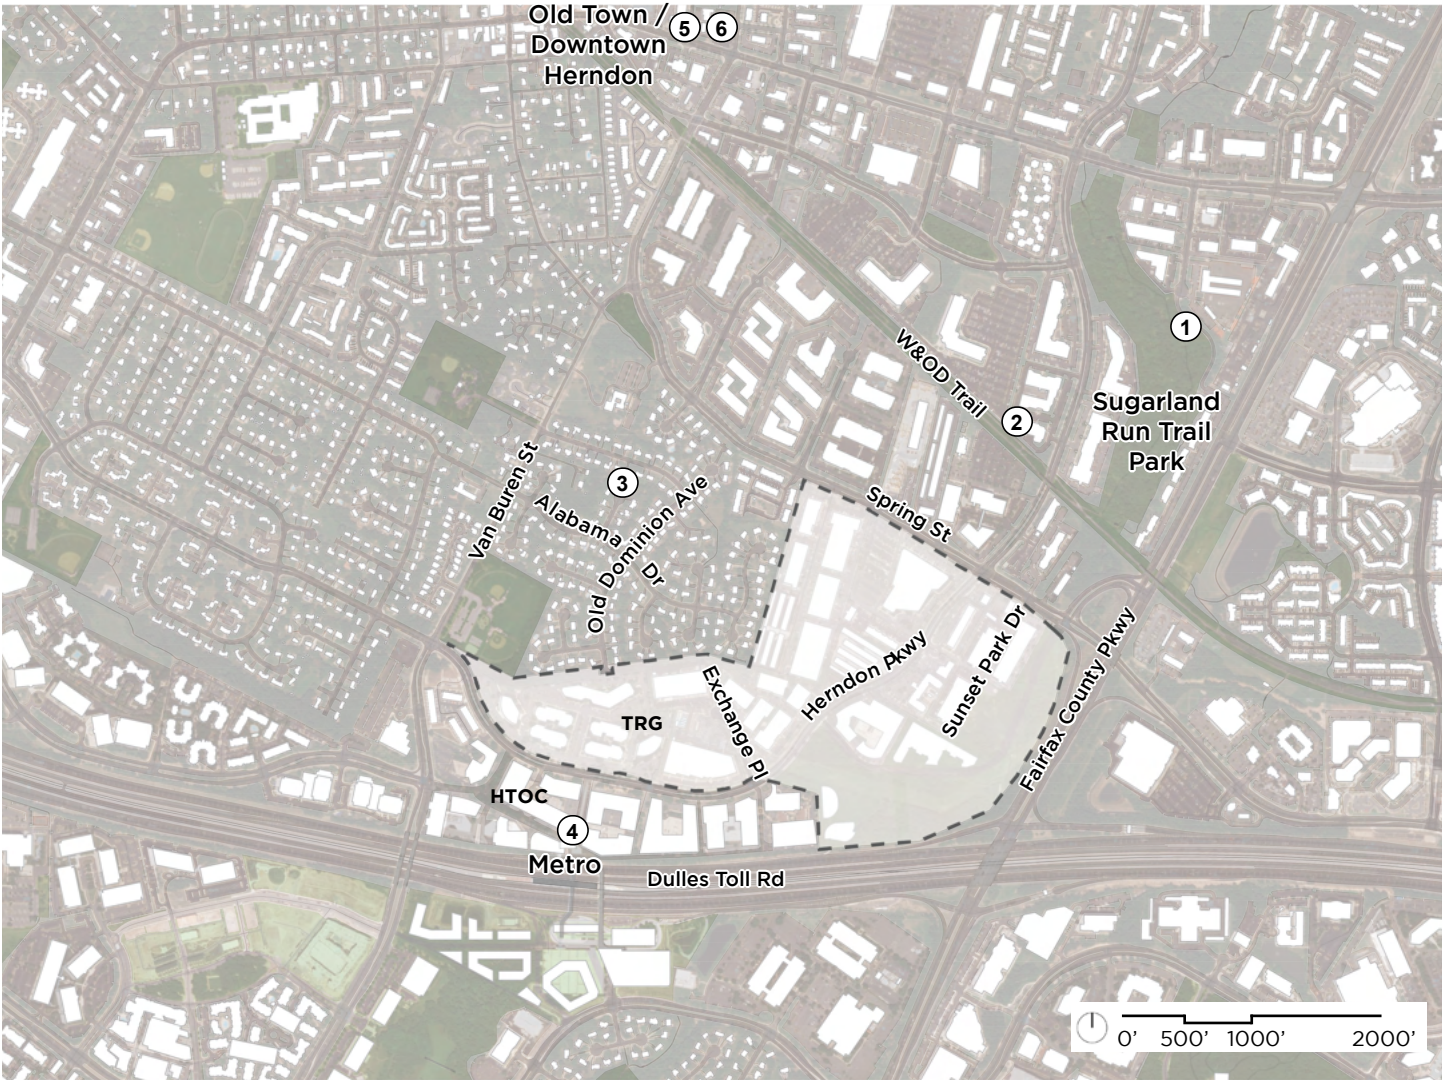 Old Town /
Downtown
Herndon
5
6
1
W&OD Trail
2
Sugarland
Run Trail
Park
Van Buren St
3
Alabama
Dr
Old Dominion Ave
Spring St
Herndon Pkwy
Sunset Park Dr
Fairfax County Pkwy
Exchange Pl
TRG
HTOC
4
Metro
Dulles Toll Rd
0' 500' 1000' 2000'